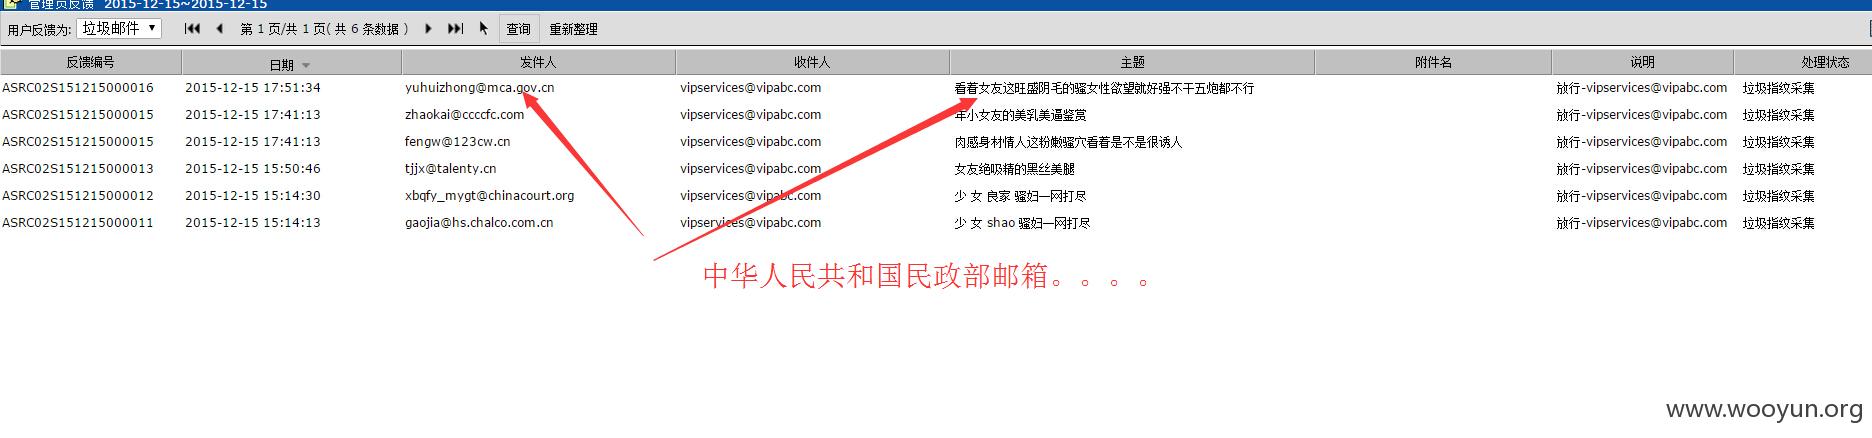 管理员反馈 2015-12-15~2015-12-15
用户反馈为: 垃圾邮件 第 1 页/共 1 页( 共 6 条数据 ) 查询 重新整理
反馈编号 日期 发件人 收件人 主题 附件名 说明 处理状态
ASRC02S151215000016 2015-12-15 17:51:34 yuhuizhong@mca.gov.cn vipservices@vipabc.com 看着女友这旺盛阴毛的骚女性欲望就好强不干五炮都不行 放行-vipservices@vipabc.com 垃圾指纹采集
ASRC02S151215000015 2015-12-15 17:41:13 zhaokai@ccccfc.com vipservices@vipabc.com 年小女友的美乳美逼鉴赏 放行-vipservices@vipabc.com 垃圾指纹采集
ASRC02S151215000015 2015-12-15 17:41:13 fengw@123cw.cn vipservices@vipabc.com 肉感身材情人这粉嫩骚穴看着是不是很诱人 放行-vipservices@vipabc.com 垃圾指纹采集
ASRC02S151215000013 2015-12-15 15:50:46 tjjx@talenty.cn vipservices@vipabc.com 女友绝吸精的黑丝美腿 放行-vipservices@vipabc.com 垃圾指纹采集
ASRC02S151215000012 2015-12-15 15:14:30 xbqfy_mygt@chinacourt.org vipservices@vipabc.com 少 女 良家 骚妇一网打尽 放行-vipservices@vipabc.com 垃圾指纹采集
ASRC02S151215000011 2015-12-15 15:14:13 gaojia@hs.chalco.com.cn vipservices@vipabc.com 少 女 shao 骚妇一网打尽 放行-vipservices@vipabc.com 垃圾指纹采集
中华人民共和国民政部邮箱。。。。
www.wooyun.org